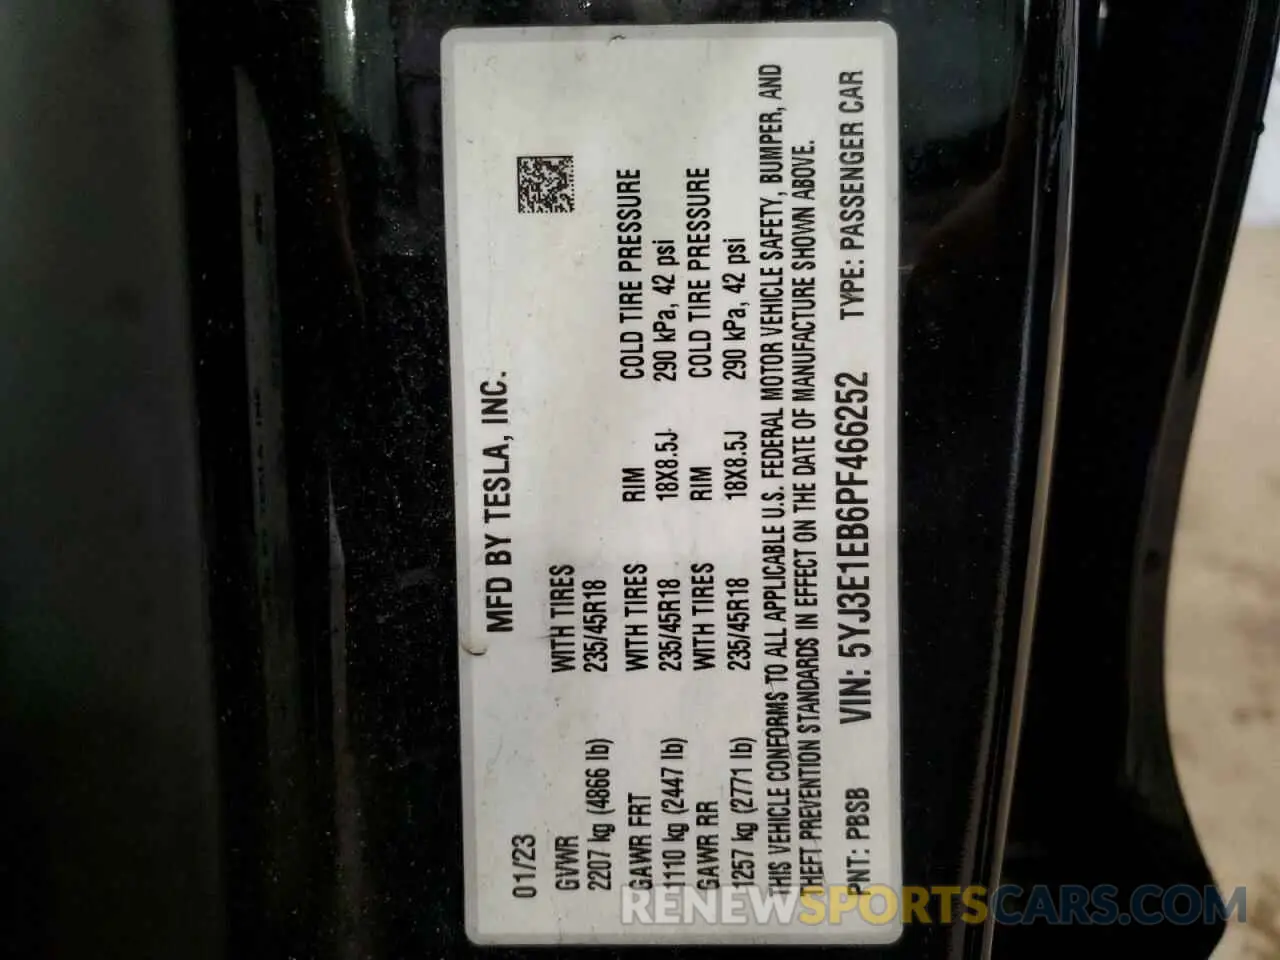 MFD BY TESLA, INC.
01/23
GVWR WITH TIRES
2207 kg (4866 lb) 235/45R18
GAWR FRT WITH TIRES RIM COLD TIRE PRESSURE
1110 kg (2447 lb) 235/45R18 18X8.5J 290 kPa, 42 psi
GAWR RR WITH TIRES RIM COLD TIRE PRESSURE
1257 kg (2771 lb) 235/45R18 18X8.5J 290 kPa, 42 psi
THIS VEHICLE CONFORMS TO ALL APPLICABLE U.S. FEDERAL MOTOR VEHICLE SAFETY, BUMPER, AND
THEFT PREVENTION STANDARDS IN EFFECT ON THE DATE OF MANUFACTURE SHOWN ABOVE.
PNT: PBSB VIN: 5YJ3E1EB6PF466252 TYPE: PASSENGER CAR
RENEWSPORTSCARS.COM